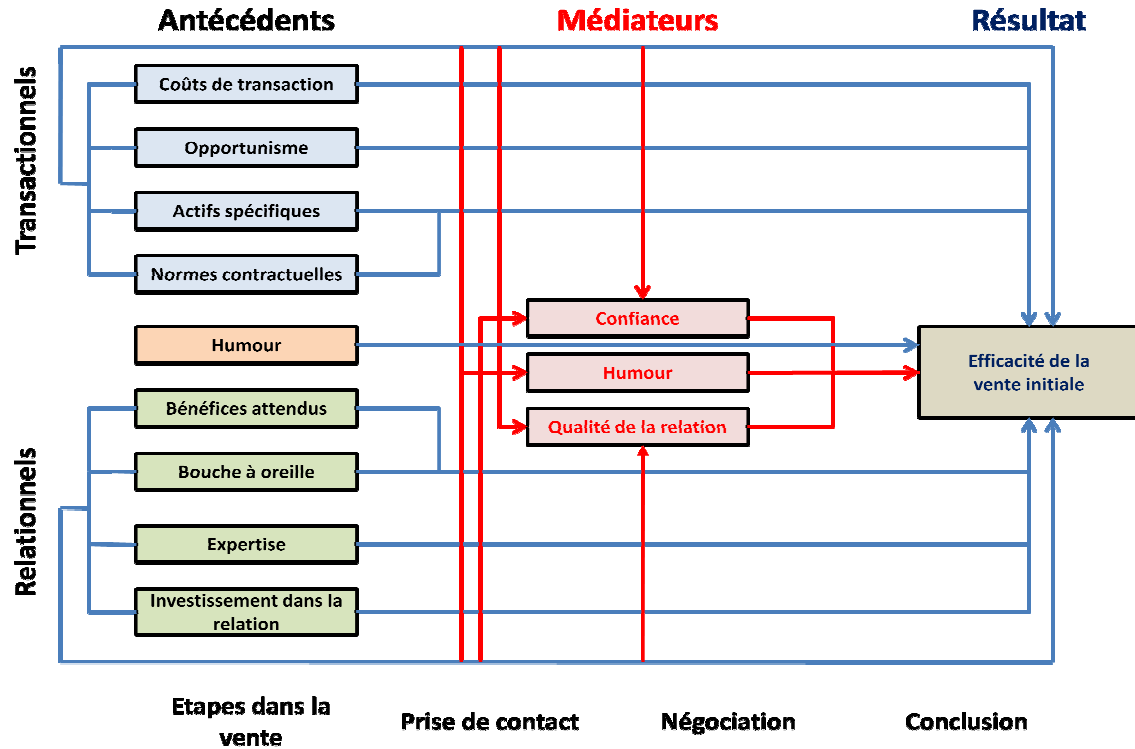 Antécédents
Médiateurs
Résultat
Transactionnels
Coûts de transaction
Opportunisme
Actifs spécifiques
Normes contractuelles
Humour
Relationnels
Bénéfices attendus
Bouche à oreille
Expertise
Investissement dans la
relation
Confiance
Humour
Qualité de la relation
Efficacité de la
vente initiale
Etapes dans la
vente
Prise de contact
Négociation
Conclusion